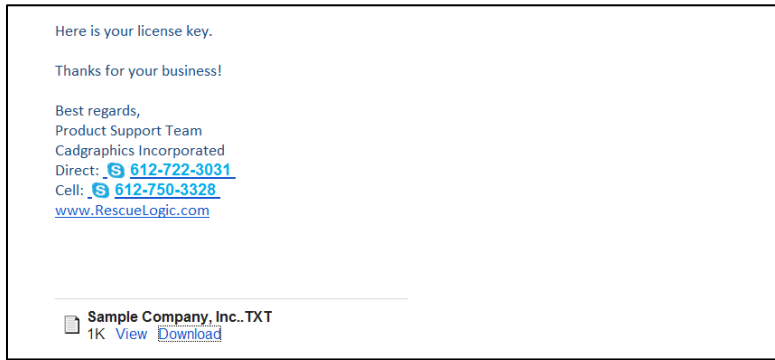 Here is your license key.
Thanks for your business!
Best regards,
Product Support Team
Cadgraphics Incorporated
Direct: 612-722-3031
Cell: 612-750-3328
www.RescueLogic.com
Sample Company, Inc..TXT
1K View Download